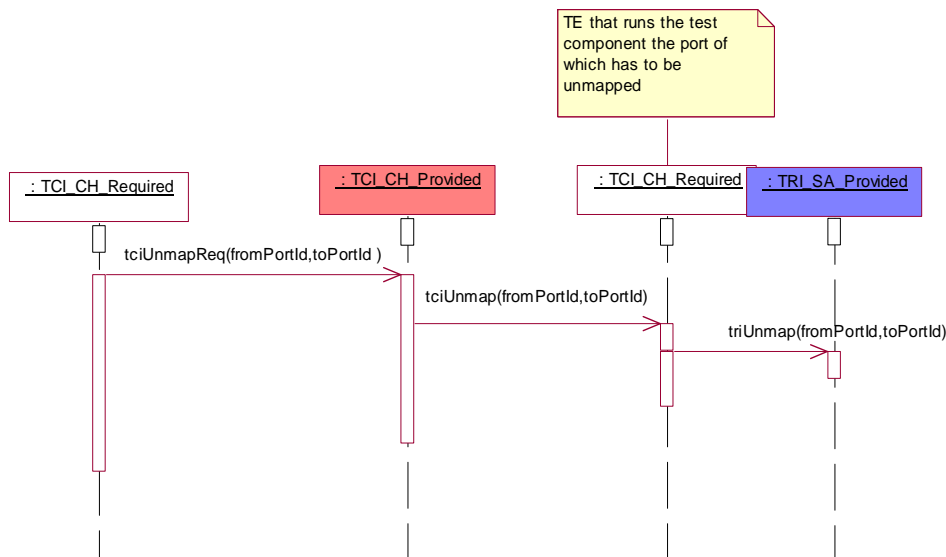 TE that runs the test
component the port of
which has to be
unmapped
: TCI_CH_Required
: TCI_CH_Provided
: TCI_CH_Required
: TRI_SA_Provided
tciUnmapReq(fromPortId,toPortId )
tciUnmap(fromPortId,toPortId)
triUnmap(fromPortId,toPortId)